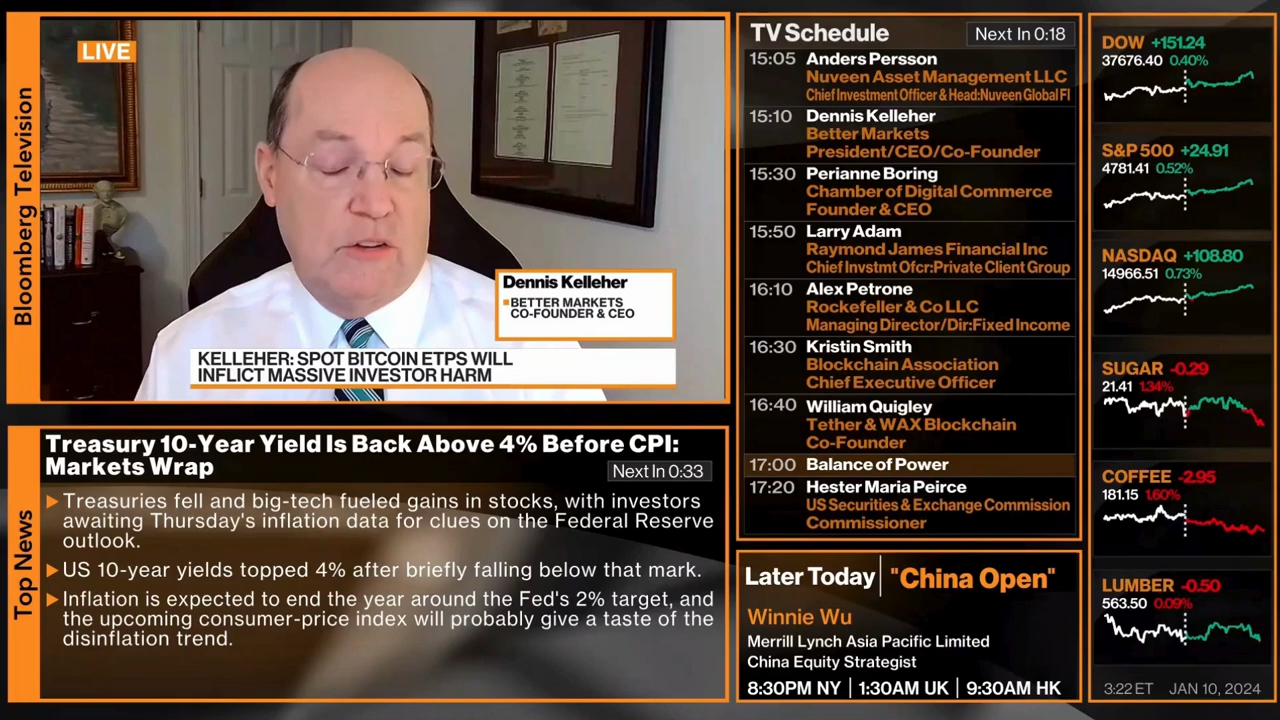 Bloomberg Television
LIVE
Dennis Kelleher
BETTER MARKETS
CO-FOUNDER & CEO
KELLEHER: SPOT BITCOIN ETPS WILL
INFLICT MASSIVE INVESTOR HARM
Top News
Treasury 10-Year Yield Is Back Above 4% Before CPI:
Markets Wrap
Next In 0:33
Treasuries fell and big-tech fueled gains in stocks, with investors
awaiting Thursday's inflation data for clues on the Federal Reserve
outlook.
US 10-year yields topped 4% after briefly falling below that mark.
Inflation is expected to end the year around the Fed's 2% target, and
the upcoming consumer-price index will probably give a taste of the
disinflation trend.
TV Schedule
Next In 0:18
15:05 Anders Persson
Nuveen Asset Management LLC
Chief Investment Officer & Head:Nuveen Global FI
15:10 Dennis Kelleher
Better Markets
President/CEO/Co-Founder
15:30 Perianne Boring
Chamber of Digital Commerce
Founder & CEO
15:50 Larry Adam
Raymond James Financial Inc
Chief Invstmt Ofcr:Private Client Group
16:10 Alex Petrone
Rockefeller & Co LLC
Managing Director/Dir:Fixed Income
16:30 Kristin Smith
Blockchain Association
Chief Executive Officer
16:40 William Quigley
Tether & WAX Blockchain
Co-Founder
17:00 Balance of Power
17:20 Hester Maria Peirce
US Securities & Exchange Commission
Commissioner
Later Today "China Open"
Winnie Wu
Merrill Lynch Asia Pacific Limited
China Equity Strategist
8:30PM NY 1:30AM UK 9:30AM HK
DOW +151.24
37676.40 0.40%
S&P 500 +24.91
4781.41 0.52%
NASDAQ +108.80
14966.51 0.73%
SUGAR -0.29
21.41 1.34%
COFFEE -2.95
181.15 1.60%
LUMBER -0.50
563.50 0.09%
3:22 ET JAN 10, 2024